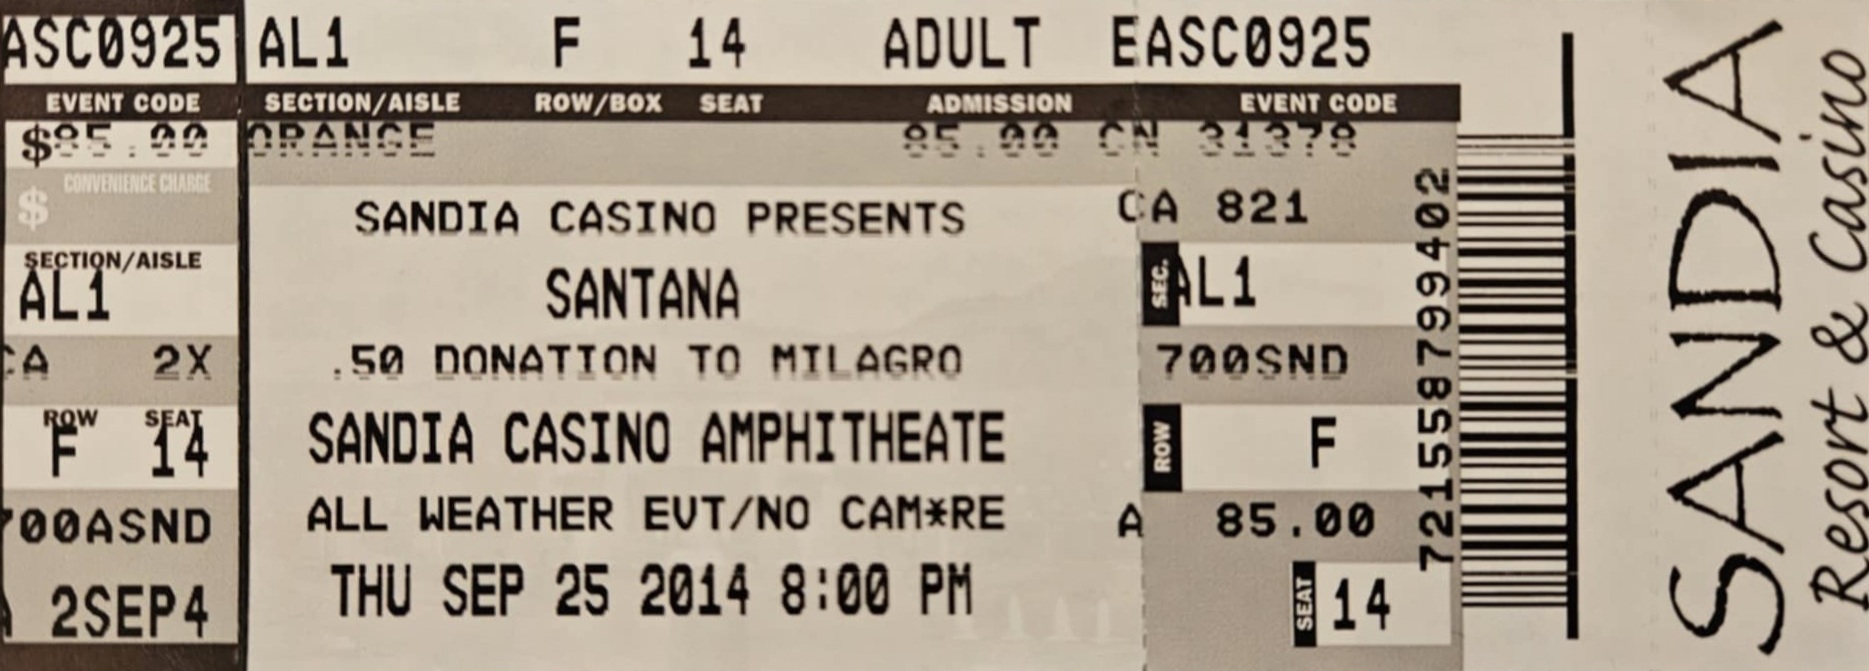 ASC0925
EVENT CODE
$85.00
CONVENIENCE CHARGE
$
SECTION/AISLE
AL1
CA 2X
ROW SEAT
F 14
700ASND
A 2SEP4
AL1 F 14 ADULT EASC0925
SECTION/AISLE ROW/BOX SEAT ADMISSION EVENT CODE
ORANGE 85.00 CN 31378
SANDIA CASINO PRESENTS
SANTANA
.50 DONATION TO MILAGRO
SANDIA CASINO AMPHITHEATE
ALL WEATHER EVT/NO CAM*RE
THU SEP 25 2014 8:00 PM
CA 821
SEC. AL1
700SND
ROW F
A 85.00
SEAT 14
721558799402
SANDIA
Resort & Casino